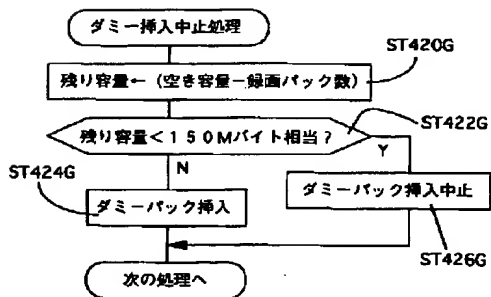 ダミー挿入中止処理
ST420G
残り容量←(空き容量−録画パック数)
ST422G
残り容量<150Mバイト相当?
N
Y
ST424G
ダミーパック挿入
ダミーパック挿入中止
ST426G
次の処理へ